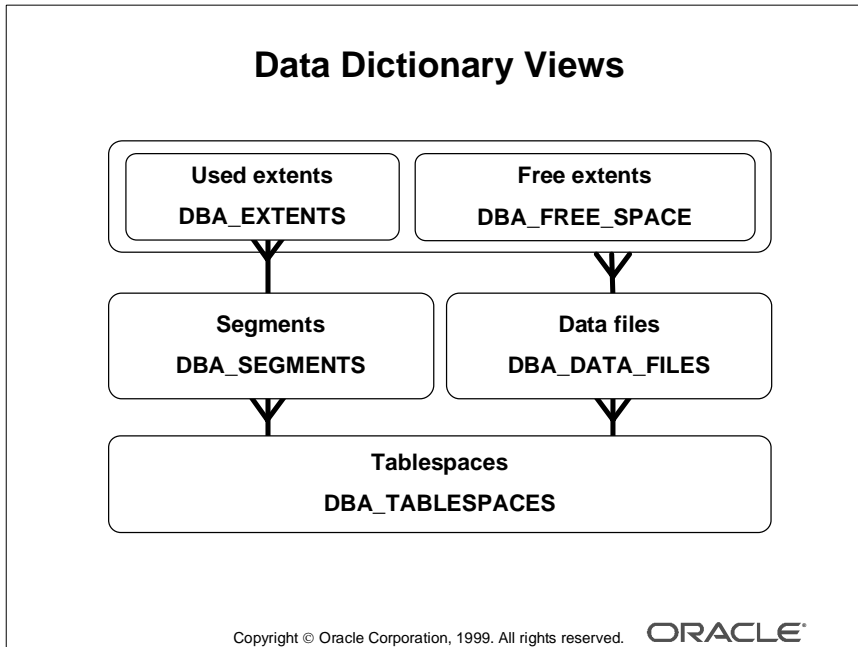 Data Dictionary Views
Used extents
DBA_EXTENTS
Free extents
DBA_FREE_SPACE
Segments
DBA_SEGMENTS
Data files
DBA_DATA_FILES
Tablespaces
DBA_TABLESPACES
Copyright © Oracle Corporation, 1999. All rights reserved.
ORACLE®